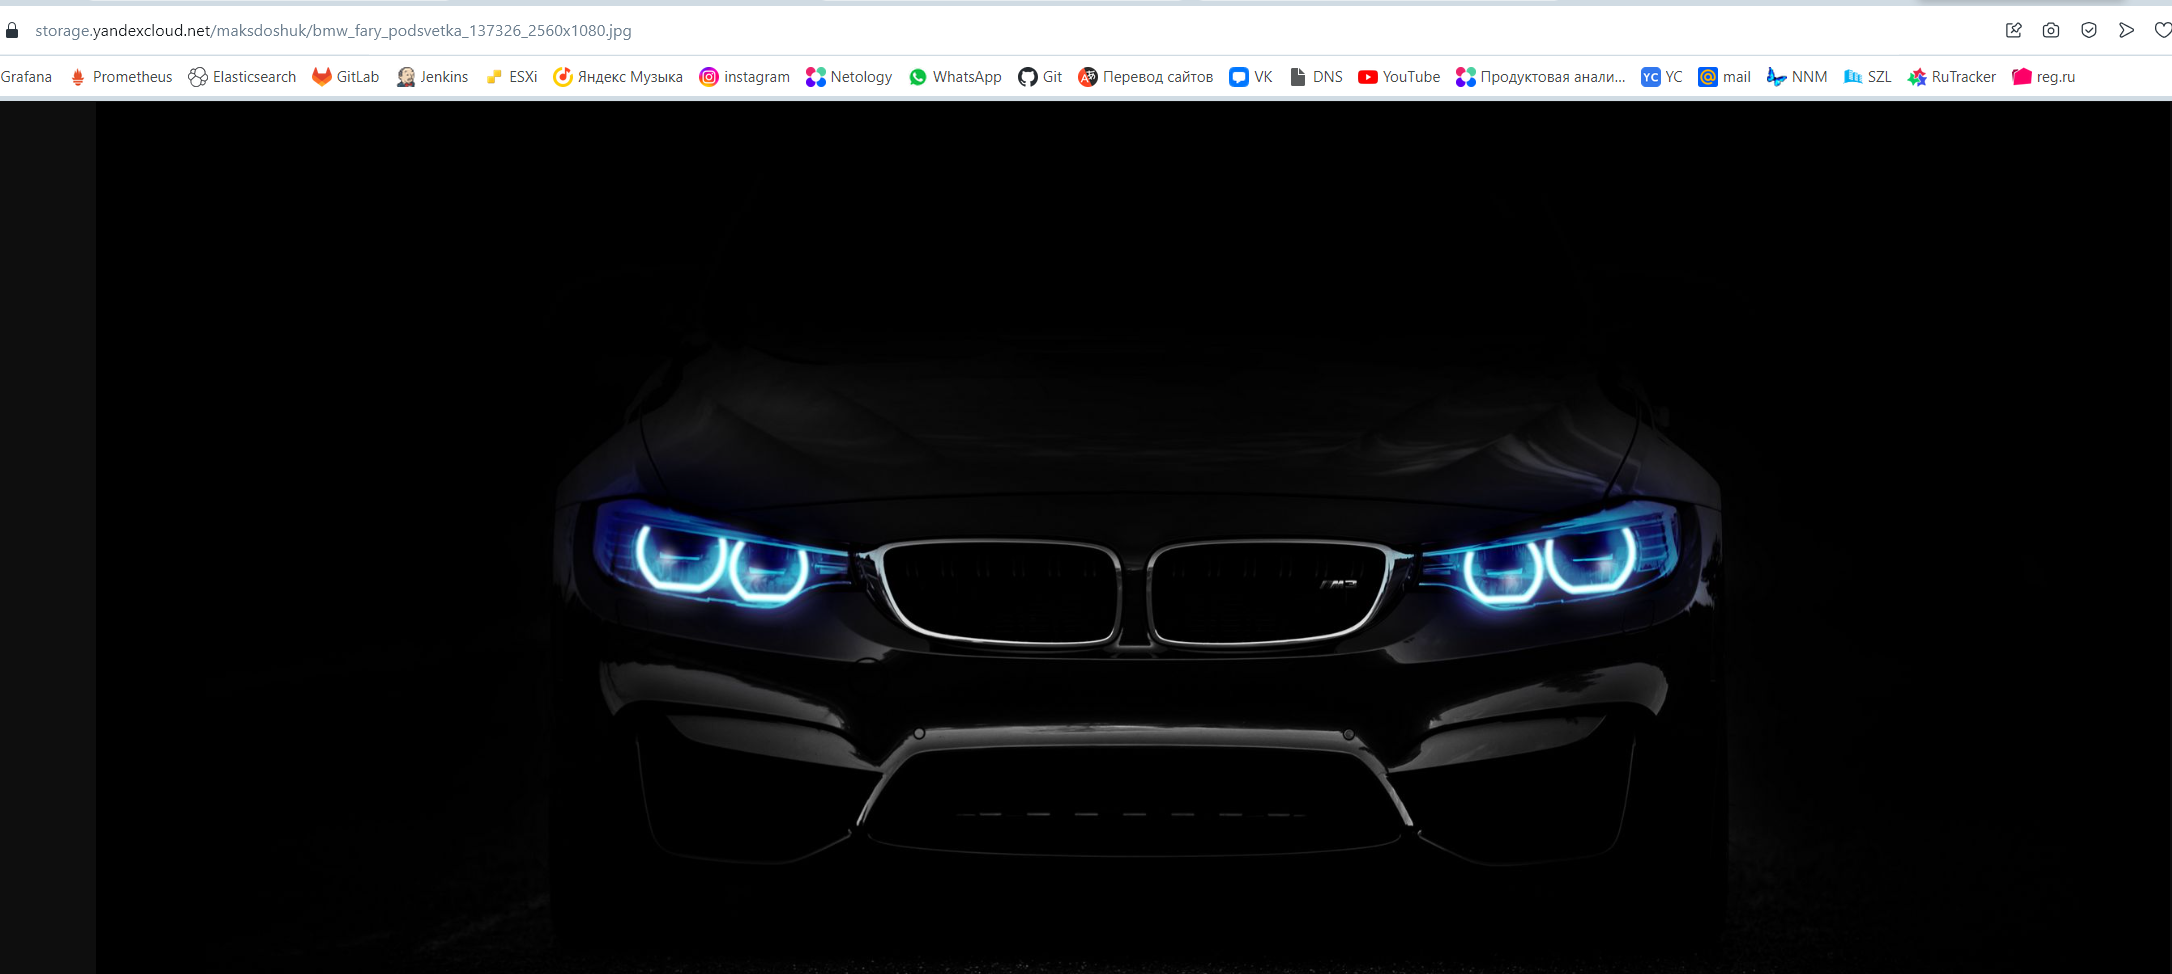 storage.yandexcloud.net/maksdoshuk/bmw_fary_podsvetka_137326_2560x1080.jpg
Grafana Prometheus Elasticsearch GitLab Jenkins ESXi Яндекс Музыка instagram Netology WhatsApp Git Перевод сайтов VK DNS YouTube Продуктовая анали... YC YC mail NNM SZL RuTracker reg.ru
M3